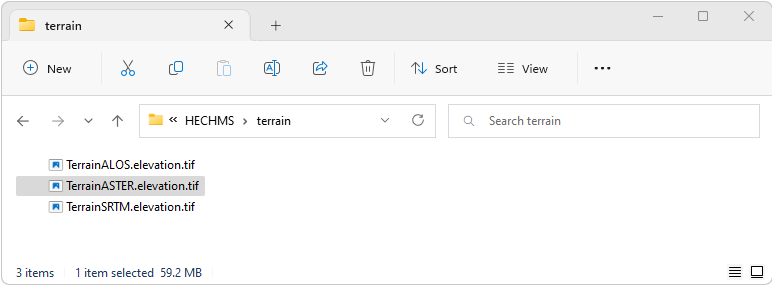 terrain
New
Sort
View
HECHMS
terrain
Search terrain
TerrainALOS.elevation.tif
TerrainASTER.elevation.tif
TerrainSRTM.elevation.tif
3 items
1 item selected 59.2 MB